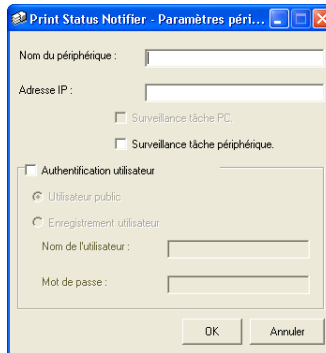 Print Status Notifier - Paramètres péri...
Nom du périphérique :
Adresse IP :
Surveillance tâche PC.
Surveillance tâche périphérique.
Authentification utilisateur
Utilisateur public
Enregistrement utilisateur
Nom de l'utilisateur :
Mot de passe :
OK
Annuler